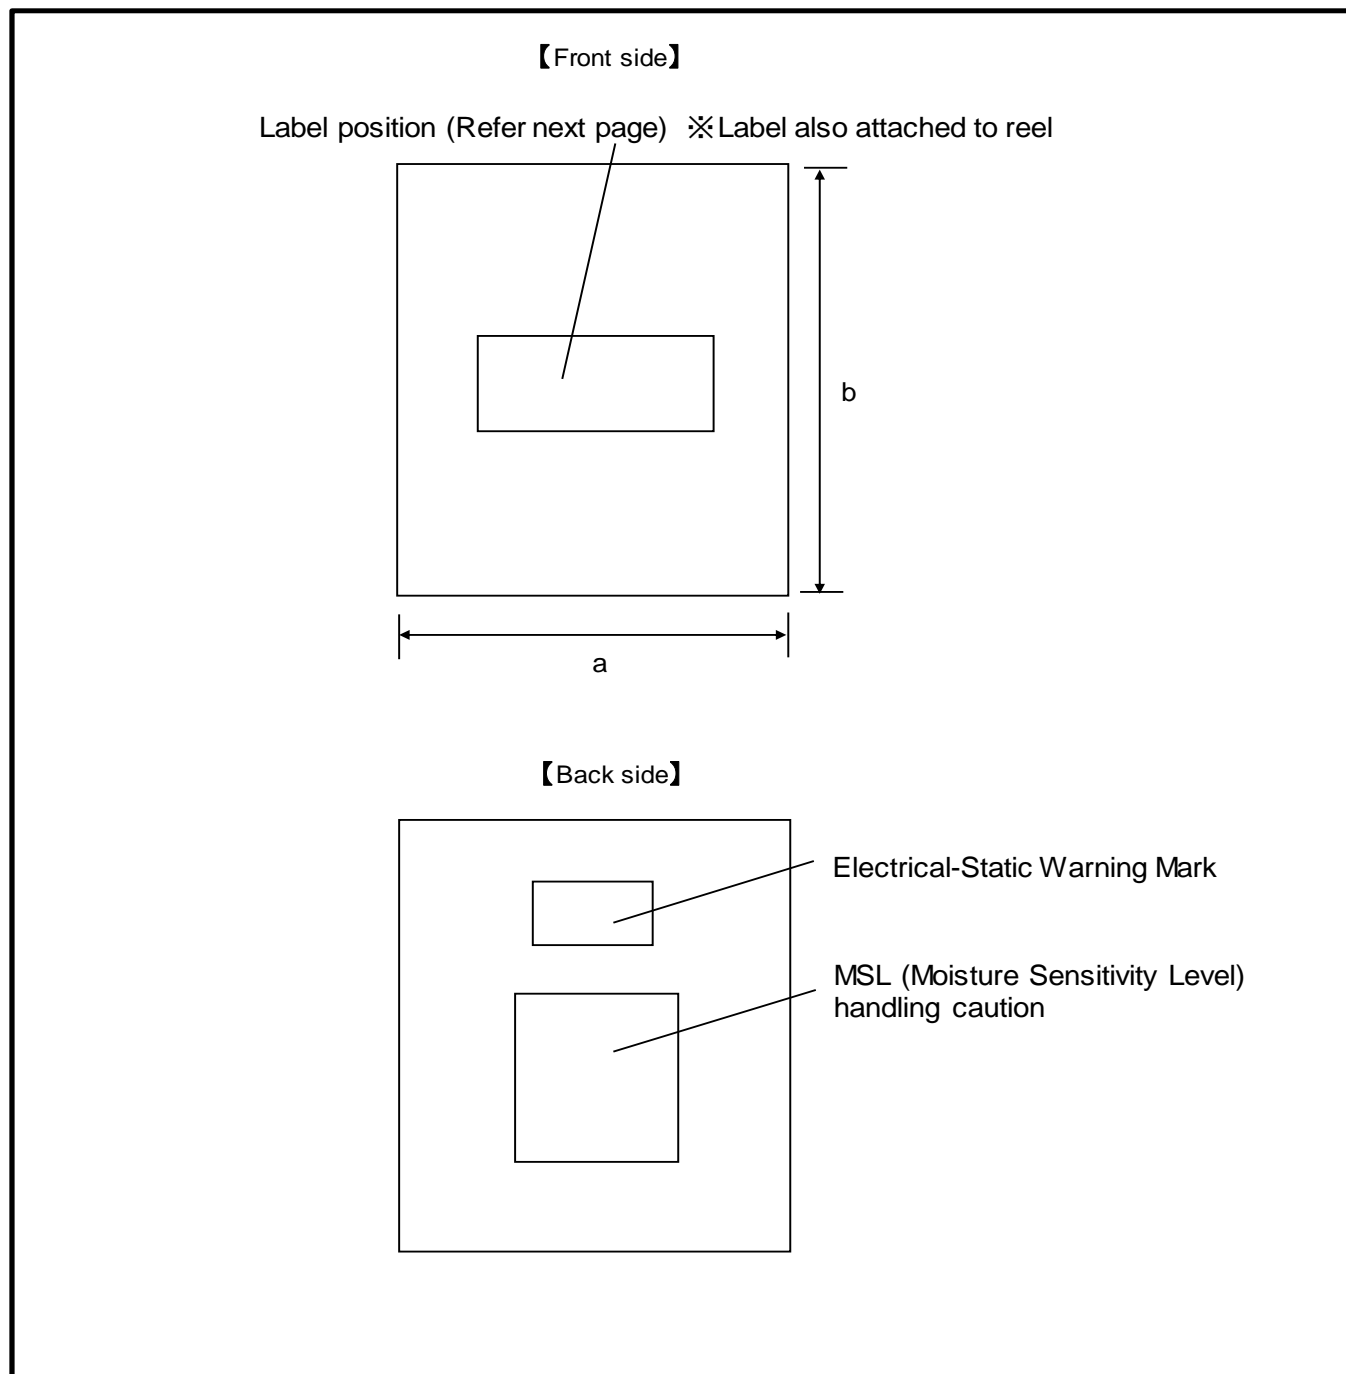 【Front side】
Label position (Refer next page) ※Label also attached to reel
b
a
【Back side】
Electrical-Static Warning Mark
MSL (Moisture Sensitivity Level)
handling caution